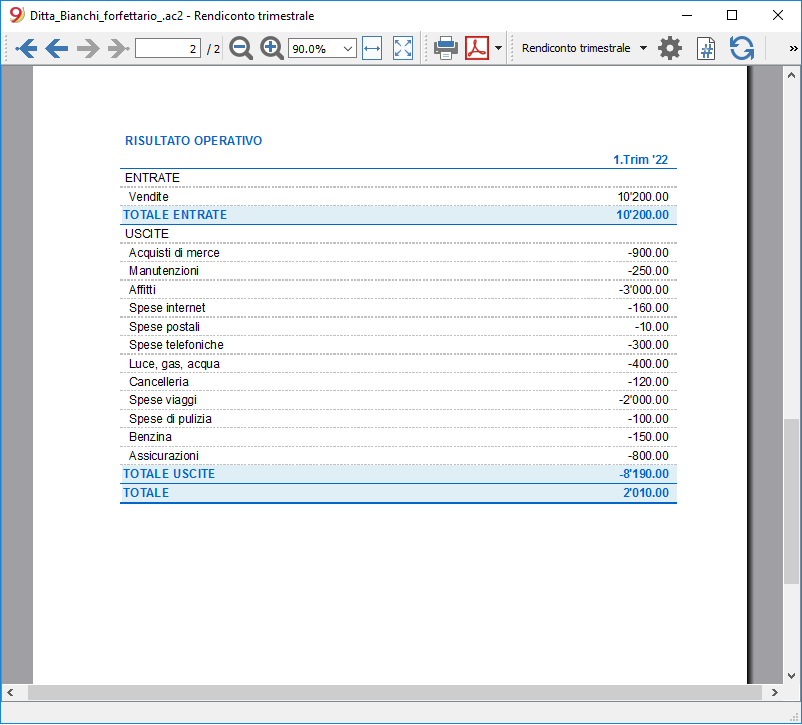 Ditta_Bianchi_forfettario_.ac2 - Rendiconto trimestrale
2 / 2 90.0% Rendiconto trimestrale # »
RISULTATO OPERATIVO
1.Trim '22
ENTRATE
Vendite 10'200.00
TOTALE ENTRATE 10'200.00
USCITE
Acquisti di merce -900.00
Manutenzioni -250.00
Affitti -3'000.00
Spese internet -160.00
Spese postali -10.00
Spese telefoniche -300.00
Luce, gas, acqua -400.00
Cancelleria -120.00
Spese viaggi -2'000.00
Spese di pulizia -100.00
Benzina -150.00
Assicurazioni -800.00
TOTALE USCITE -8'190.00
TOTALE 2'010.00